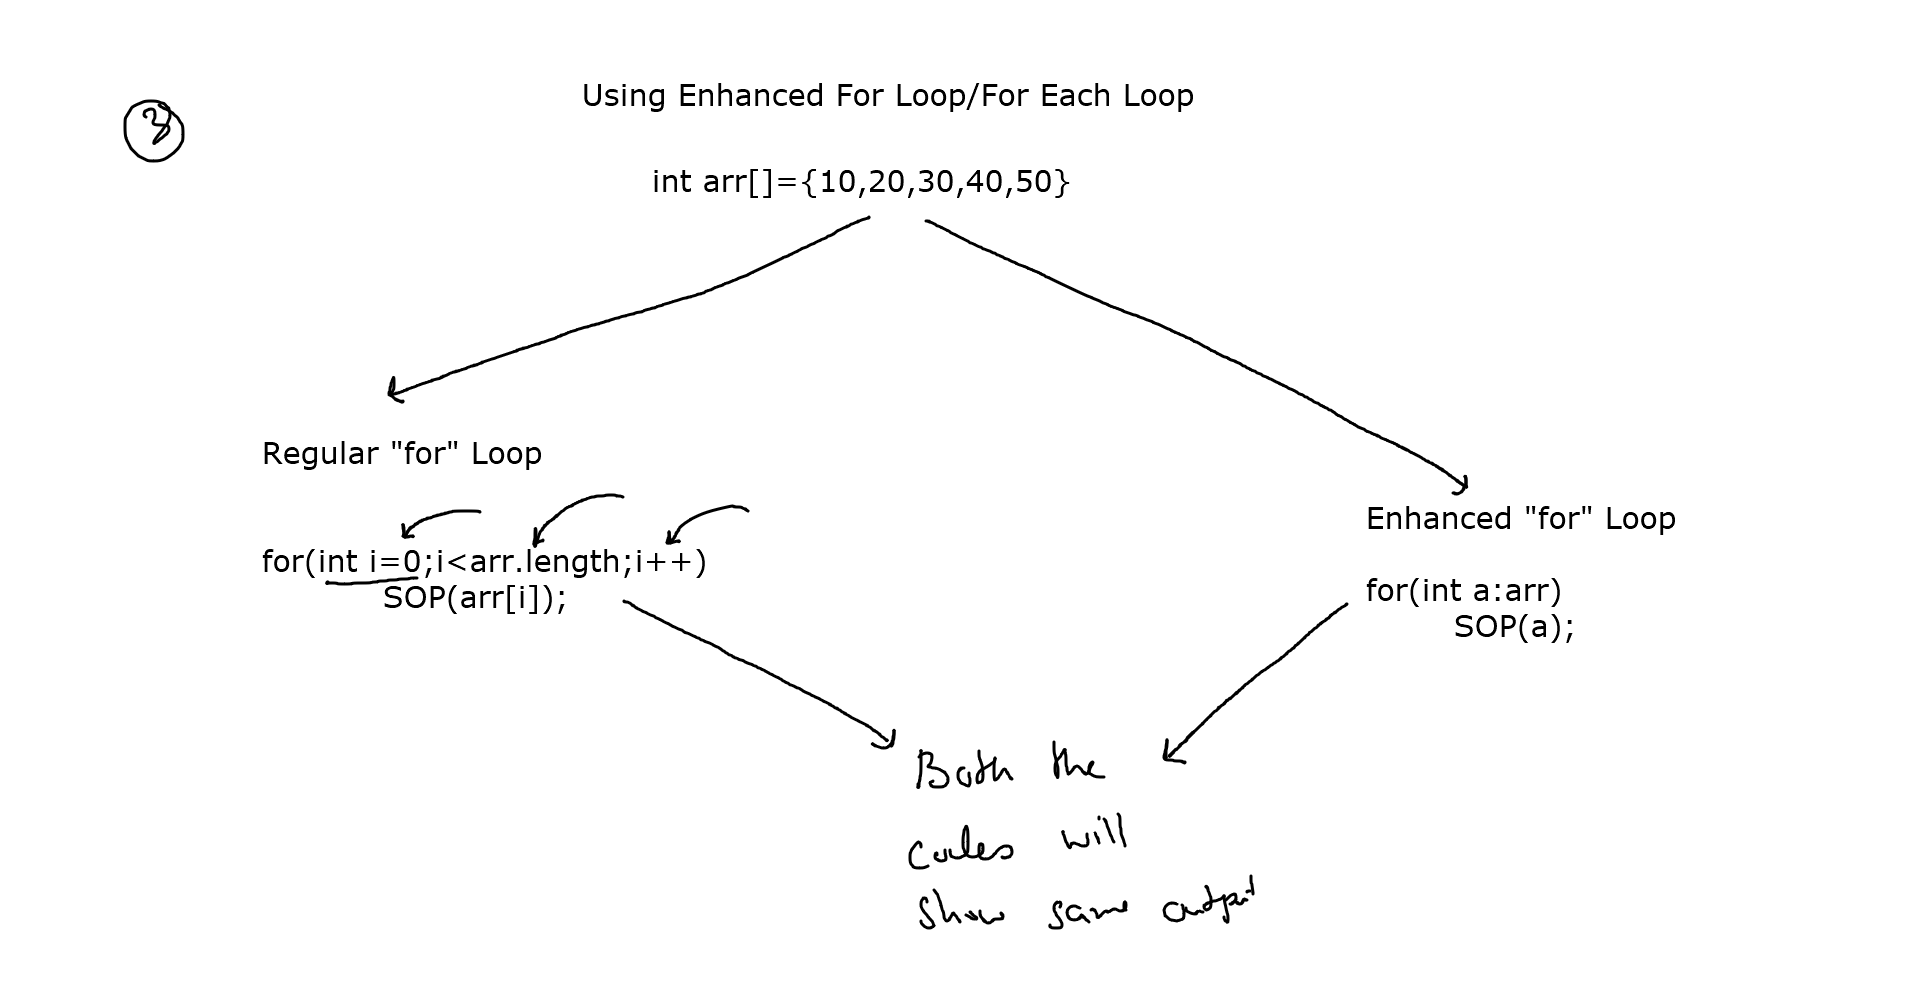 3
Using Enhanced For Loop/For Each Loop
int arr[]={10,20,30,40,50}
Regular "for" Loop
for(int i=0;i<arr.length;i++)
SOP(arr[i]);
Enhanced "for" Loop
for(int a:arr)
SOP(a);
Both the
codes will
show same output